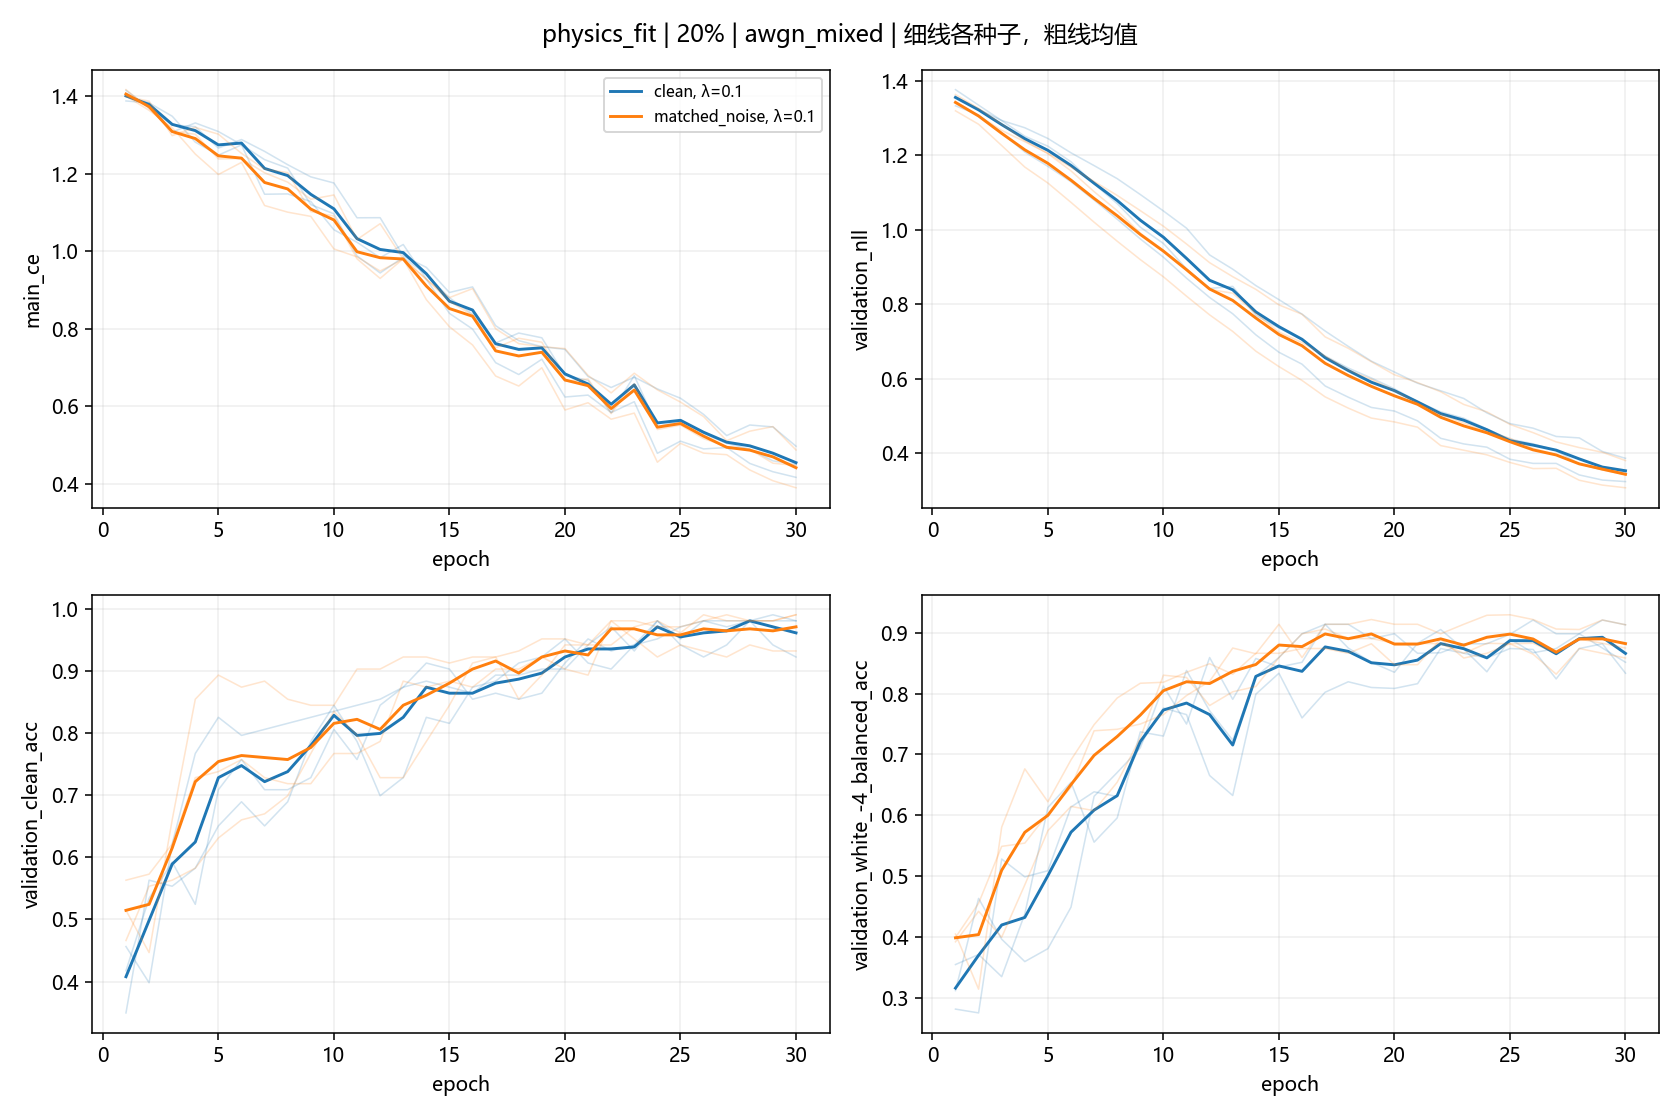 physics_fit | 20% | awgn_mixed | 细线各种子，粗线均值
main_ce
1.4
1.2
1.0
0.8
0.6
0.4
0 5 10 15 20 25 30
epoch
clean, λ=0.1
matched_noise, λ=0.1
validation_nll
1.4
1.2
1.0
0.8
0.6
0.4
0 5 10 15 20 25 30
epoch
validation_clean_acc
1.0
0.9
0.8
0.7
0.6
0.5
0.4
0 5 10 15 20 25 30
epoch
validation_white_-4_balanced_acc
0.9
0.8
0.7
0.6
0.5
0.4
0.3
0 5 10 15 20 25 30
epoch